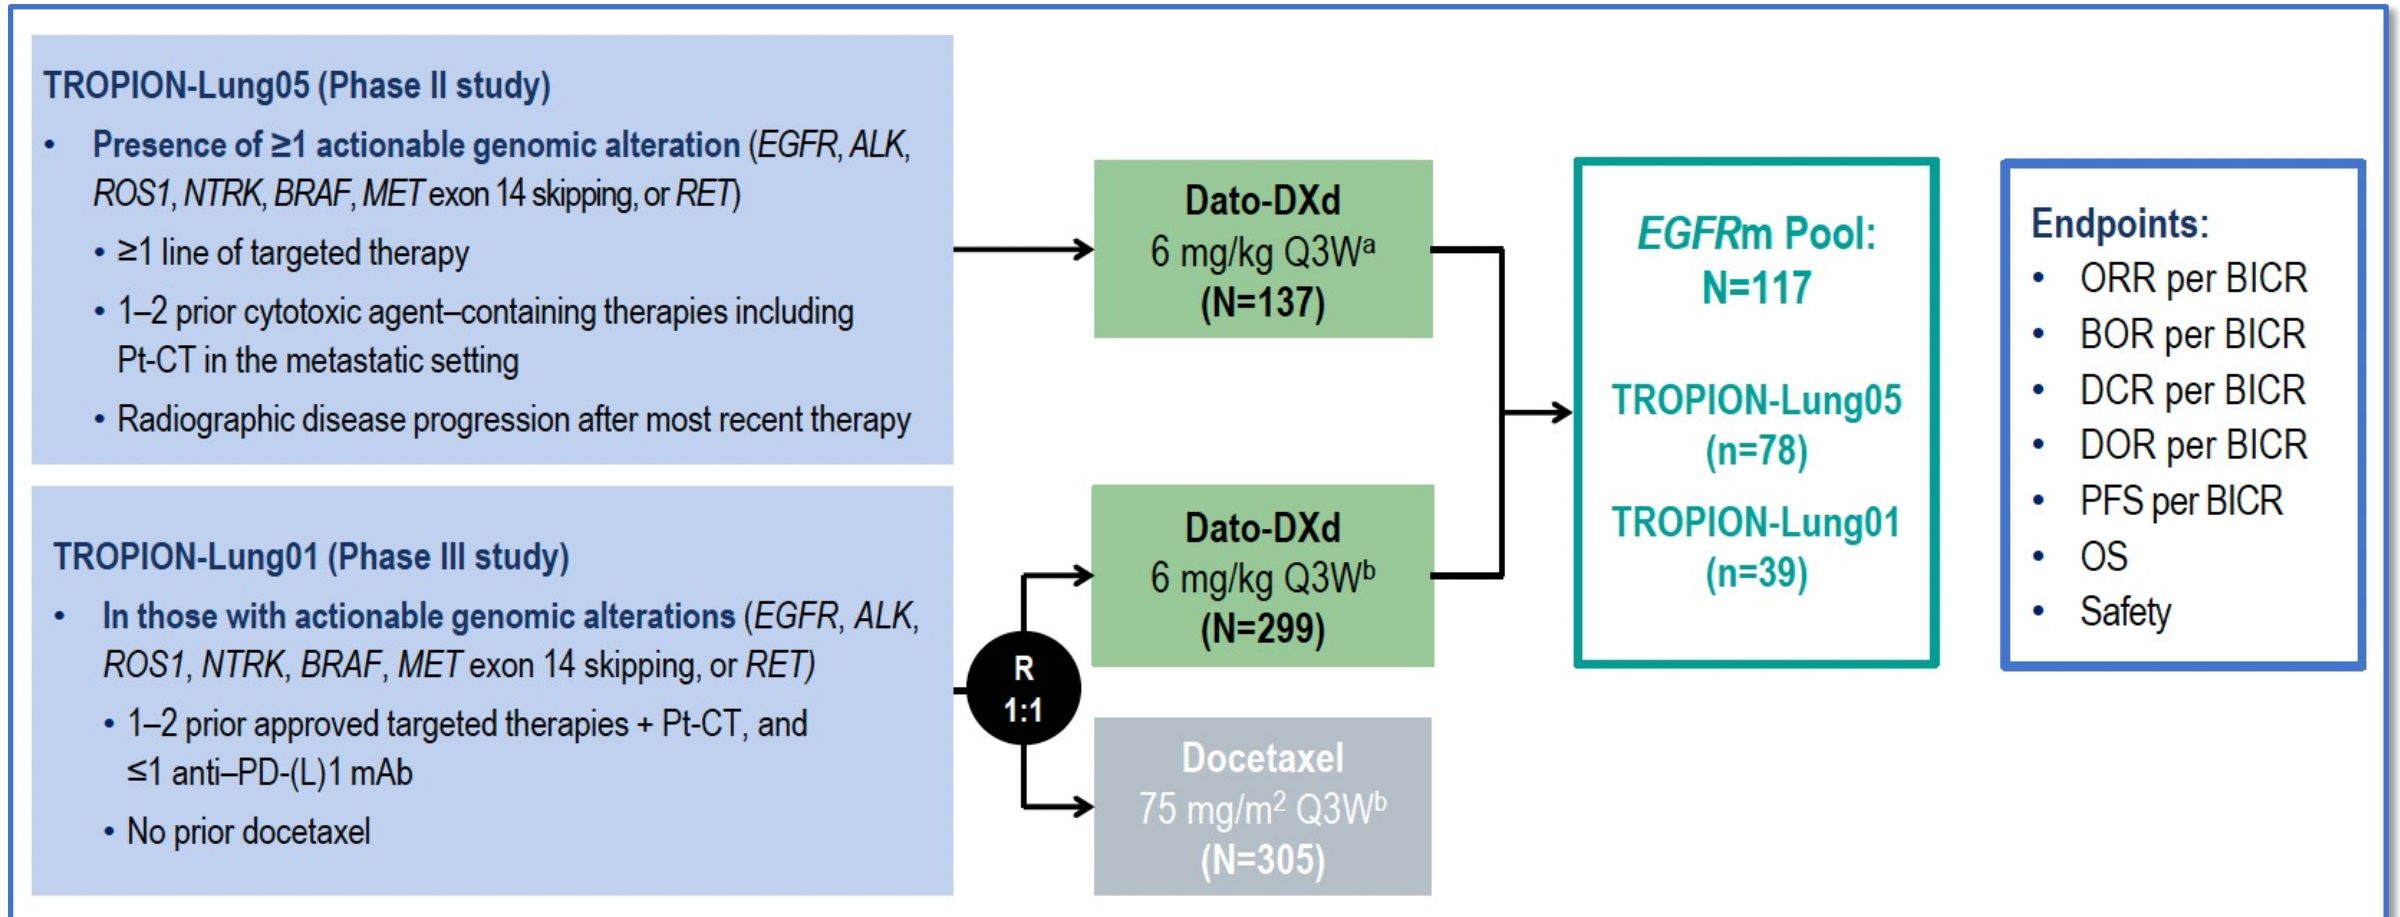 TROPION-Lung05 (Phase II study)
• Presence of ≥1 actionable genomic alteration (EGFR, ALK,
ROS1, NTRK, BRAF, MET exon 14 skipping, or RET)
• ≥1 line of targeted therapy
• 1–2 prior cytotoxic agent–containing therapies including
Pt-CT in the metastatic setting
• Radiographic disease progression after most recent therapy
TROPION-Lung01 (Phase III study)
• In those with actionable genomic alterations (EGFR, ALK,
ROS1, NTRK, BRAF, MET exon 14 skipping, or RET)
• 1–2 prior approved targeted therapies + Pt-CT, and
≤1 anti–PD-(L)1 mAb
• No prior docetaxel
R
1:1
Dato-DXd
6 mg/kg Q3Wᵃ
(N=137)
Dato-DXd
6 mg/kg Q3Wᵇ
(N=299)
Docetaxel
75 mg/m² Q3Wᵇ
(N=305)
EGFRm Pool:
N=117
TROPION-Lung05
(n=78)
TROPION-Lung01
(n=39)
Endpoints:
• ORR per BICR
• BOR per BICR
• DCR per BICR
• DOR per BICR
• PFS per BICR
• OS
• Safety